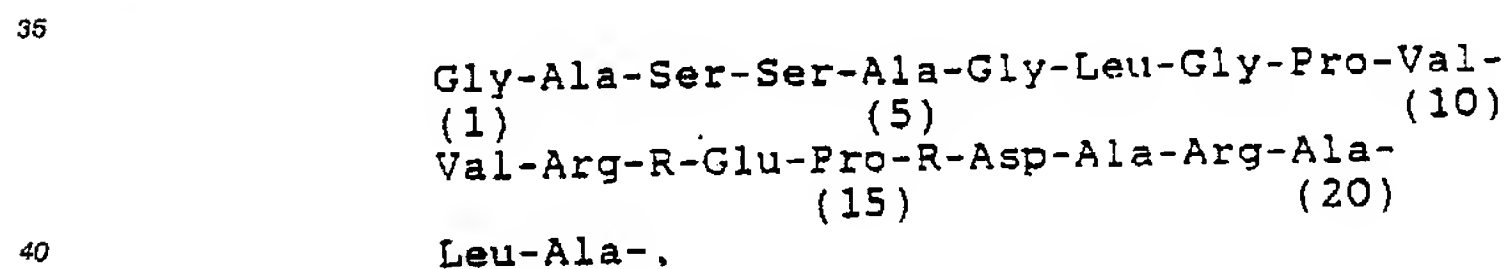 35
Gly-Ala-Ser-Ser-Ala-Gly-Leu-Gly-Pro-Val-
(1) (5) (10)
Val-Arg-R-Glu-Pro-R-Asp-Ala-Arg-Ala-
(15) (20)
40 Leu-Ala-,